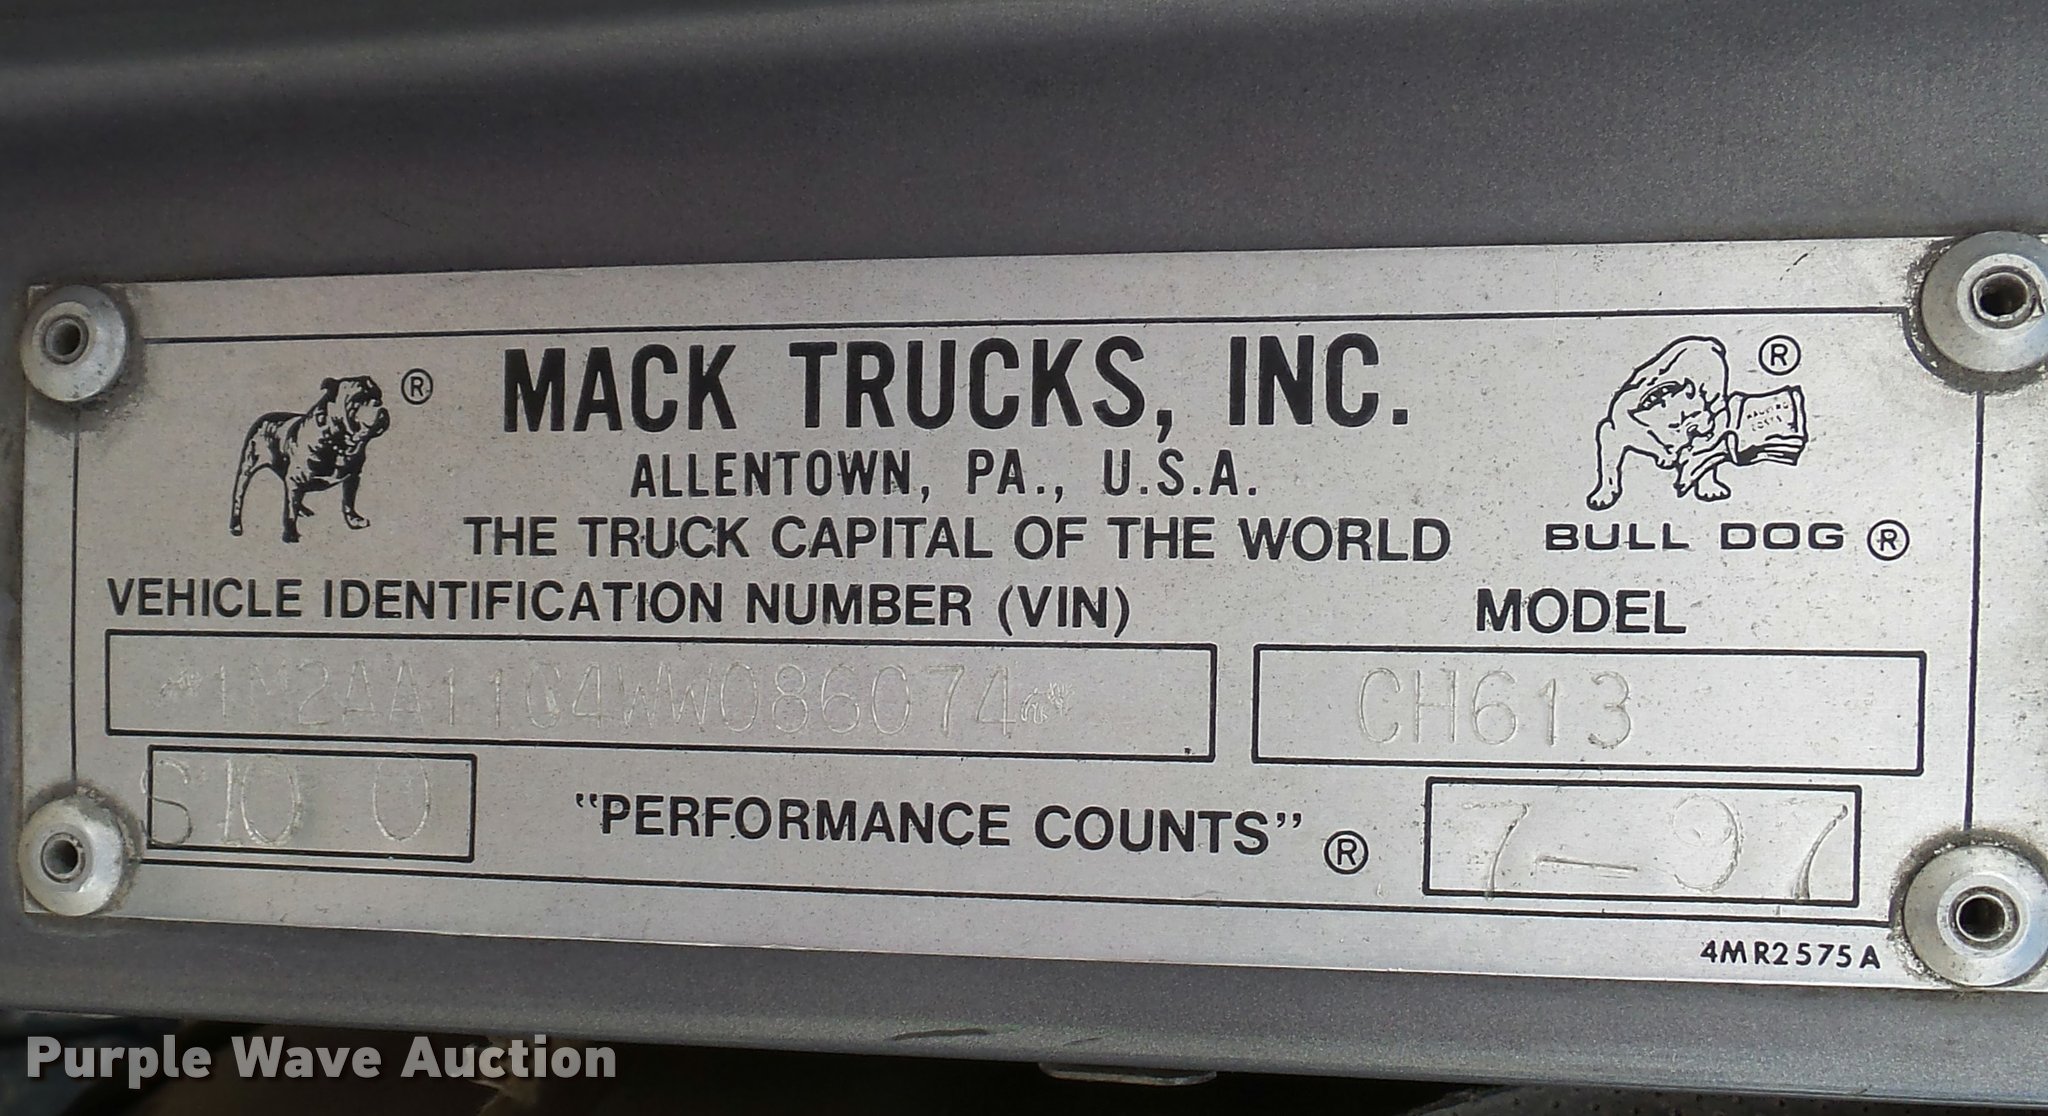 MACK TRUCKS, INC.
ALLENTOWN, PA., U.S.A.
THE TRUCK CAPITAL OF THE WORLD
BULL DOG ®
VEHICLE IDENTIFICATION NUMBER (VIN)
MODEL
*1M2AA11C4WW086074*
CH613
S10 0
"PERFORMANCE COUNTS" ®
7-97
4MR2575A
Purple Wave Auction